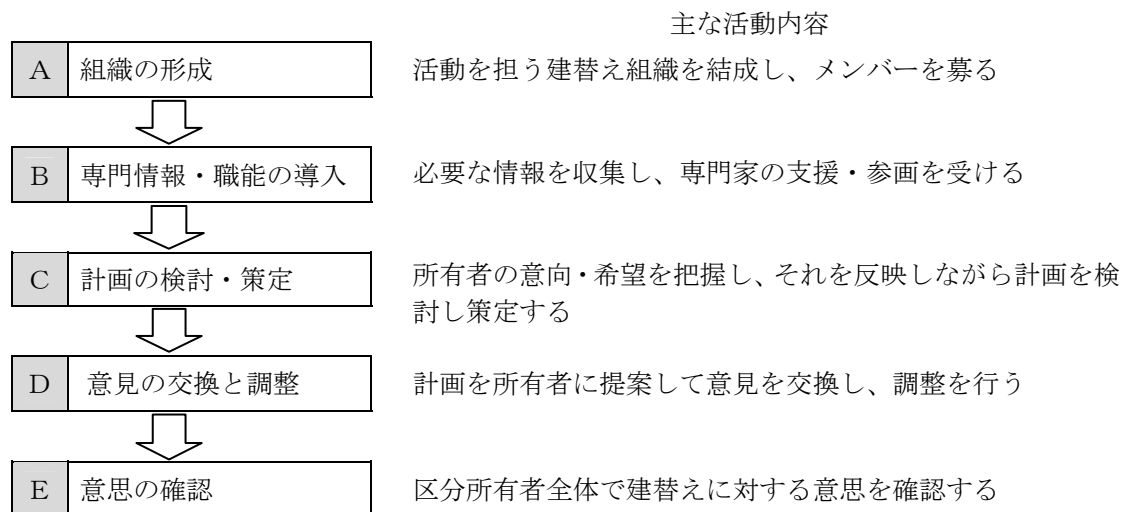 主な活動内容
A 組織の形成 活動を担う建替え組織を結成し、メンバーを募る
B 専門情報・職能の導入 必要な情報を収集し、専門家の支援・参画を受ける
C 計画の検討・策定 所有者の意向・希望を把握し、それを反映しながら計画を検
討し策定する
D 意見の交換と調整 計画を所有者に提案して意見を交換し、調整を行う
E 意思の確認 区分所有者全体で建替えに対する意思を確認する